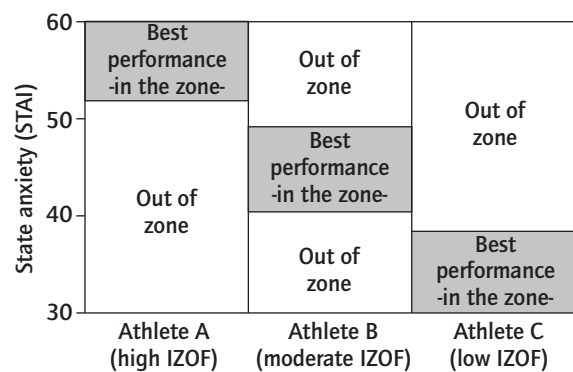 60
50
40
30
State anxiety (STAI)
Best
performance
-in the zone-
Out of
zone
Out of
zone
Best
performance
-in the zone-
Out of
zone
Out of
zone
Best
performance
-in the zone-
Athlete A
(high IZOF)
Athlete B
(moderate IZOF)
Athlete C
(low IZOF)